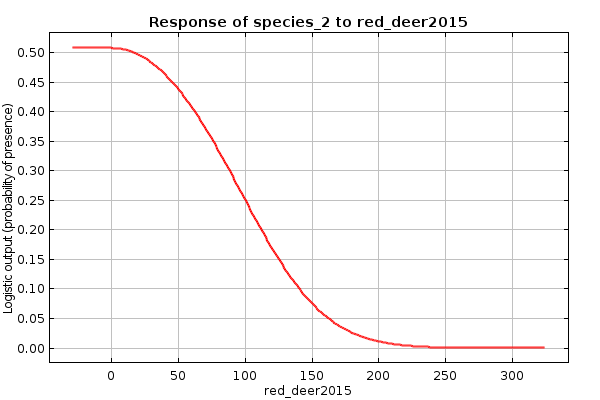 Response of species_2 to red_deer2015
Logistic output (probability of presence)
0.50
0.45
0.40
0.35
0.30
0.25
0.20
0.15
0.10
0.05
0.00
0 50 100 150 200 250 300
red_deer2015